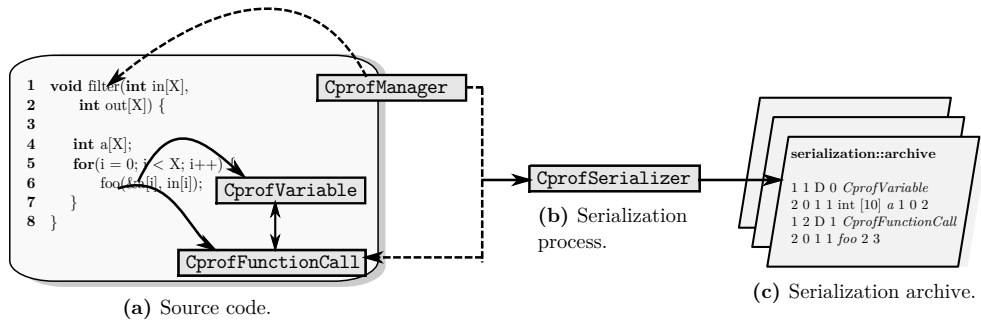 1 void filter(int in[X],
CprofManager
2 int out[X]) {
3
4 int a[X];
5 for(i = 0; i < X; i++) {
6 foo(&a[i], in[i]);
CprofVariable
7 }
8 }
CprofFunctionCall
(a) Source code.
CprofSerializer
(b) Serialization
process.
serialization::archive
1 1 D 0 CprofVariable
2 0 1 1 int [10] a 1 0 2
1 2 D 1 CprofFunctionCall
2 0 1 1 foo 2 3
(c) Serialization archive.